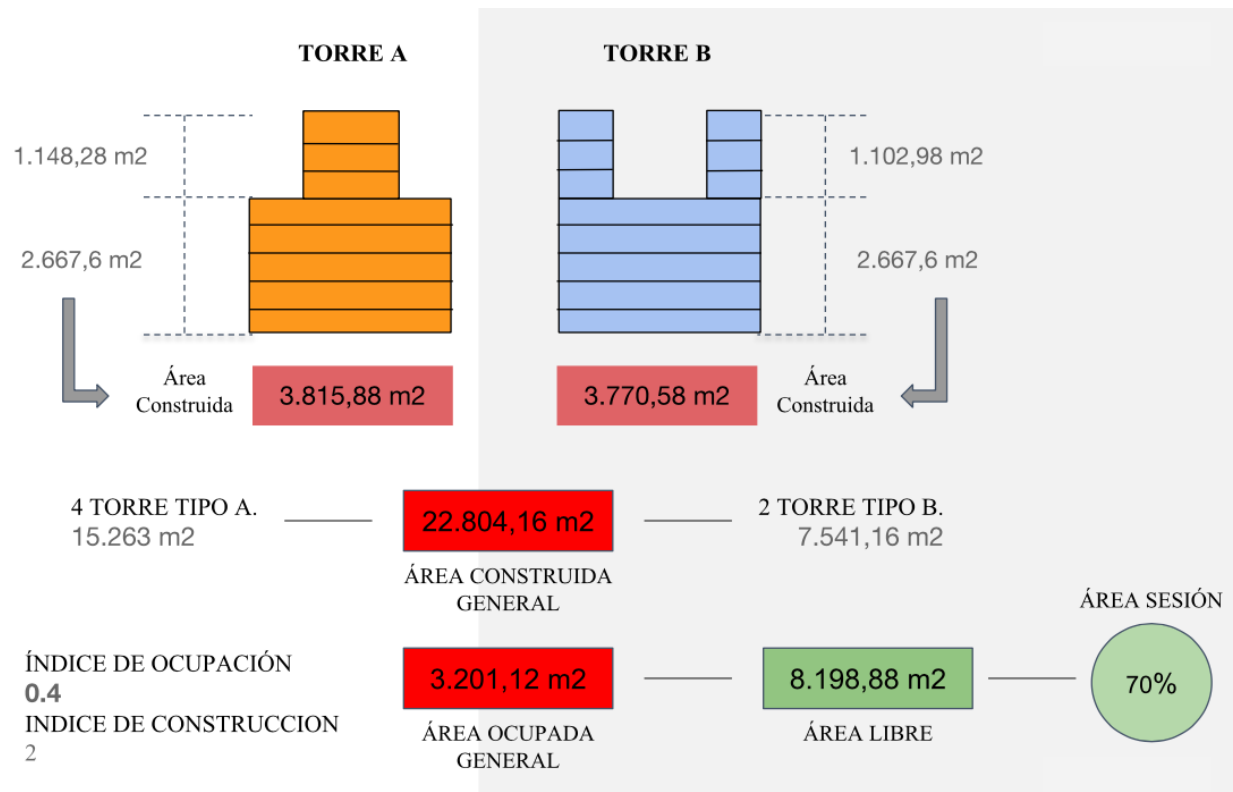 TORRE A
TORRE B
1.148,28 m2
1.102,98 m2
2.667,6 m2
2.667,6 m2
Área
Construida
3.815,88 m2
3.770,58 m2
Área
Construida
4 TORRE TIPO A.
15.263 m2
22.804,16 m2
2 TORRE TIPO B.
7.541,16 m2
ÁREA CONSTRUIDA
GENERAL
ÁREA SESIÓN
ÍNDICE DE OCUPACIÓN
0.4
INDICE DE CONSTRUCCION
2
3.201,12 m2
ÁREA OCUPADA
GENERAL
8.198,88 m2
ÁREA LIBRE
70%